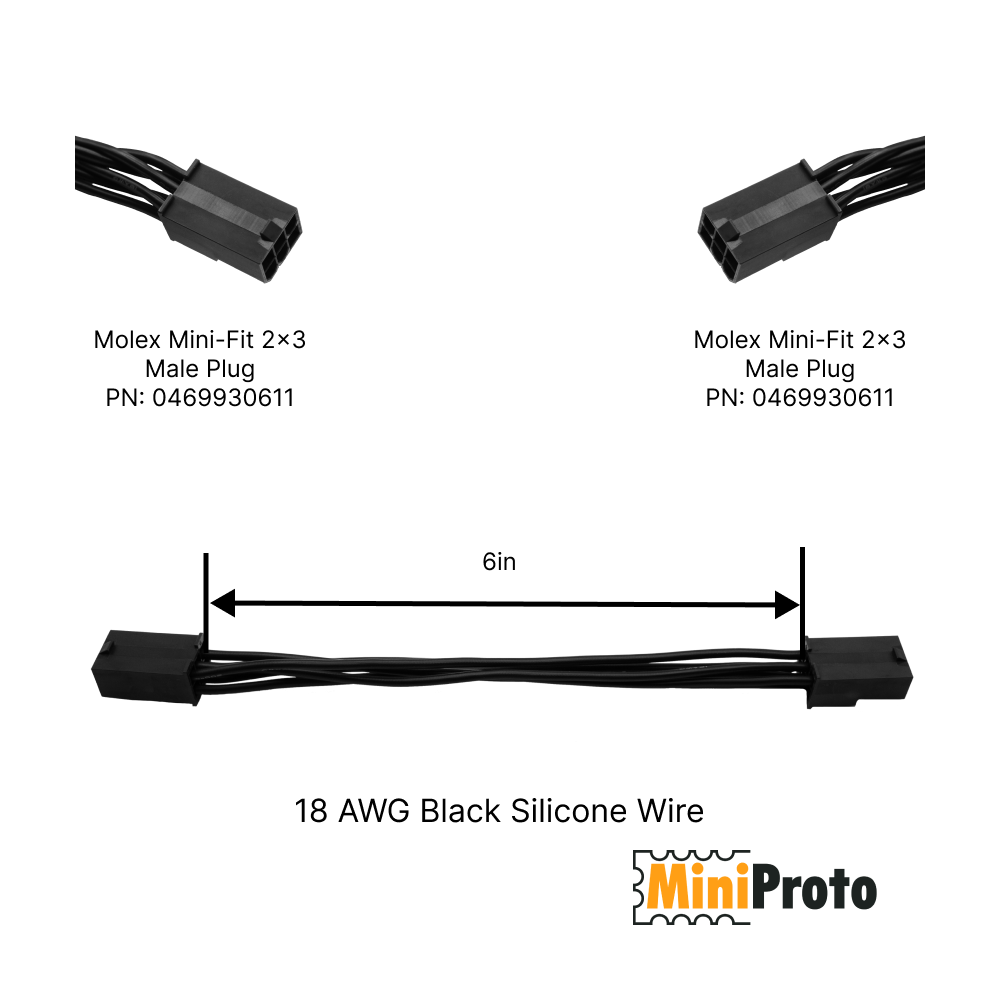 Molex Mini-Fit 2×3
Male Plug
PN: 0469930611
Molex Mini-Fit 2×3
Male Plug
PN: 0469930611
6in
18 AWG Black Silicone Wire
MiniProto